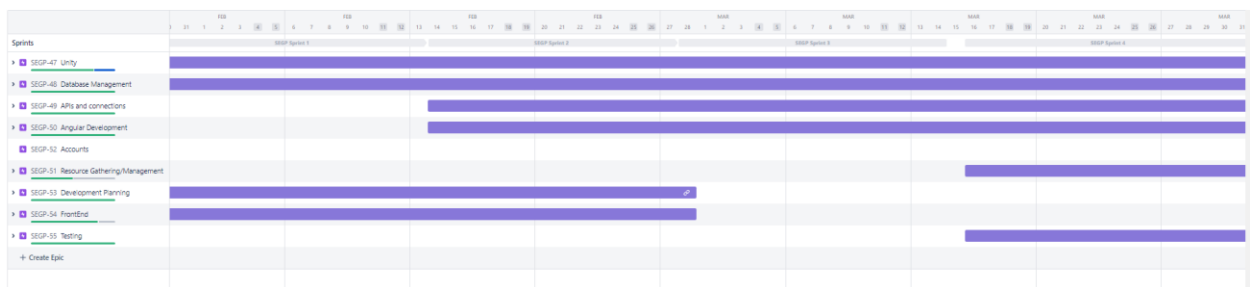 FEB FEB FEB FEB MAR MAR MAR MAR
31 1 2 3 4 5 6 7 8 9 10 11 12 13 14 15 16 17 18 19 20 21 22 23 24 25 26 27 28 1 2 3 4 5 6 7 8 9 10 11 12 13 14 15 16 17 18 19 20 21 22 23 24 25 26 27 28 29 30 31
Sprints SEGP Sprint 1 SEGP Sprint 2 SEGP Sprint 3 SEGP Sprint 4
SEGP-47 Unity
SEGP-48 Database Management
SEGP-49 APIs and connections
SEGP-50 Angular Development
SEGP-52 Accounts
SEGP-51 Resource Gathering/Management
SEGP-53 Development Planning
SEGP-54 FrontEnd
SEGP-55 Testing
+ Create Epic